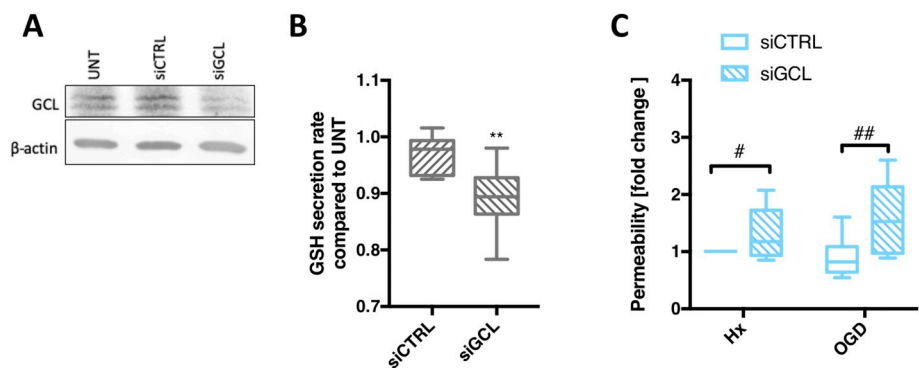 A
UNT
siCTRL
siGCL
GCL
β-actin
B
GSH secretion rate
compared to UNT
1.1
1.0
0.9
0.8
0.7
**
siCTRL
siGCL
C
siCTRL
siGCL
Permeability [fold change ]
4
3
2
1
0
#
##
Hx
OGD